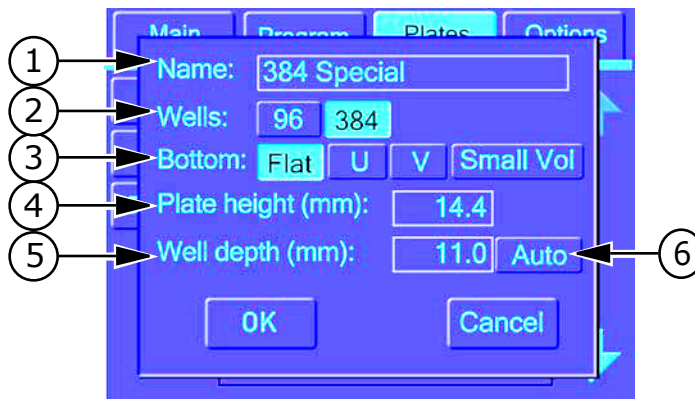 Main Program Plates Options
1 Name: 384 Special
2 Wells: 96 384
3 Bottom: Flat U V Small Vol
4 Plate height (mm): 14.4
5 Well depth (mm): 11.0 Auto 6
OK Cancel